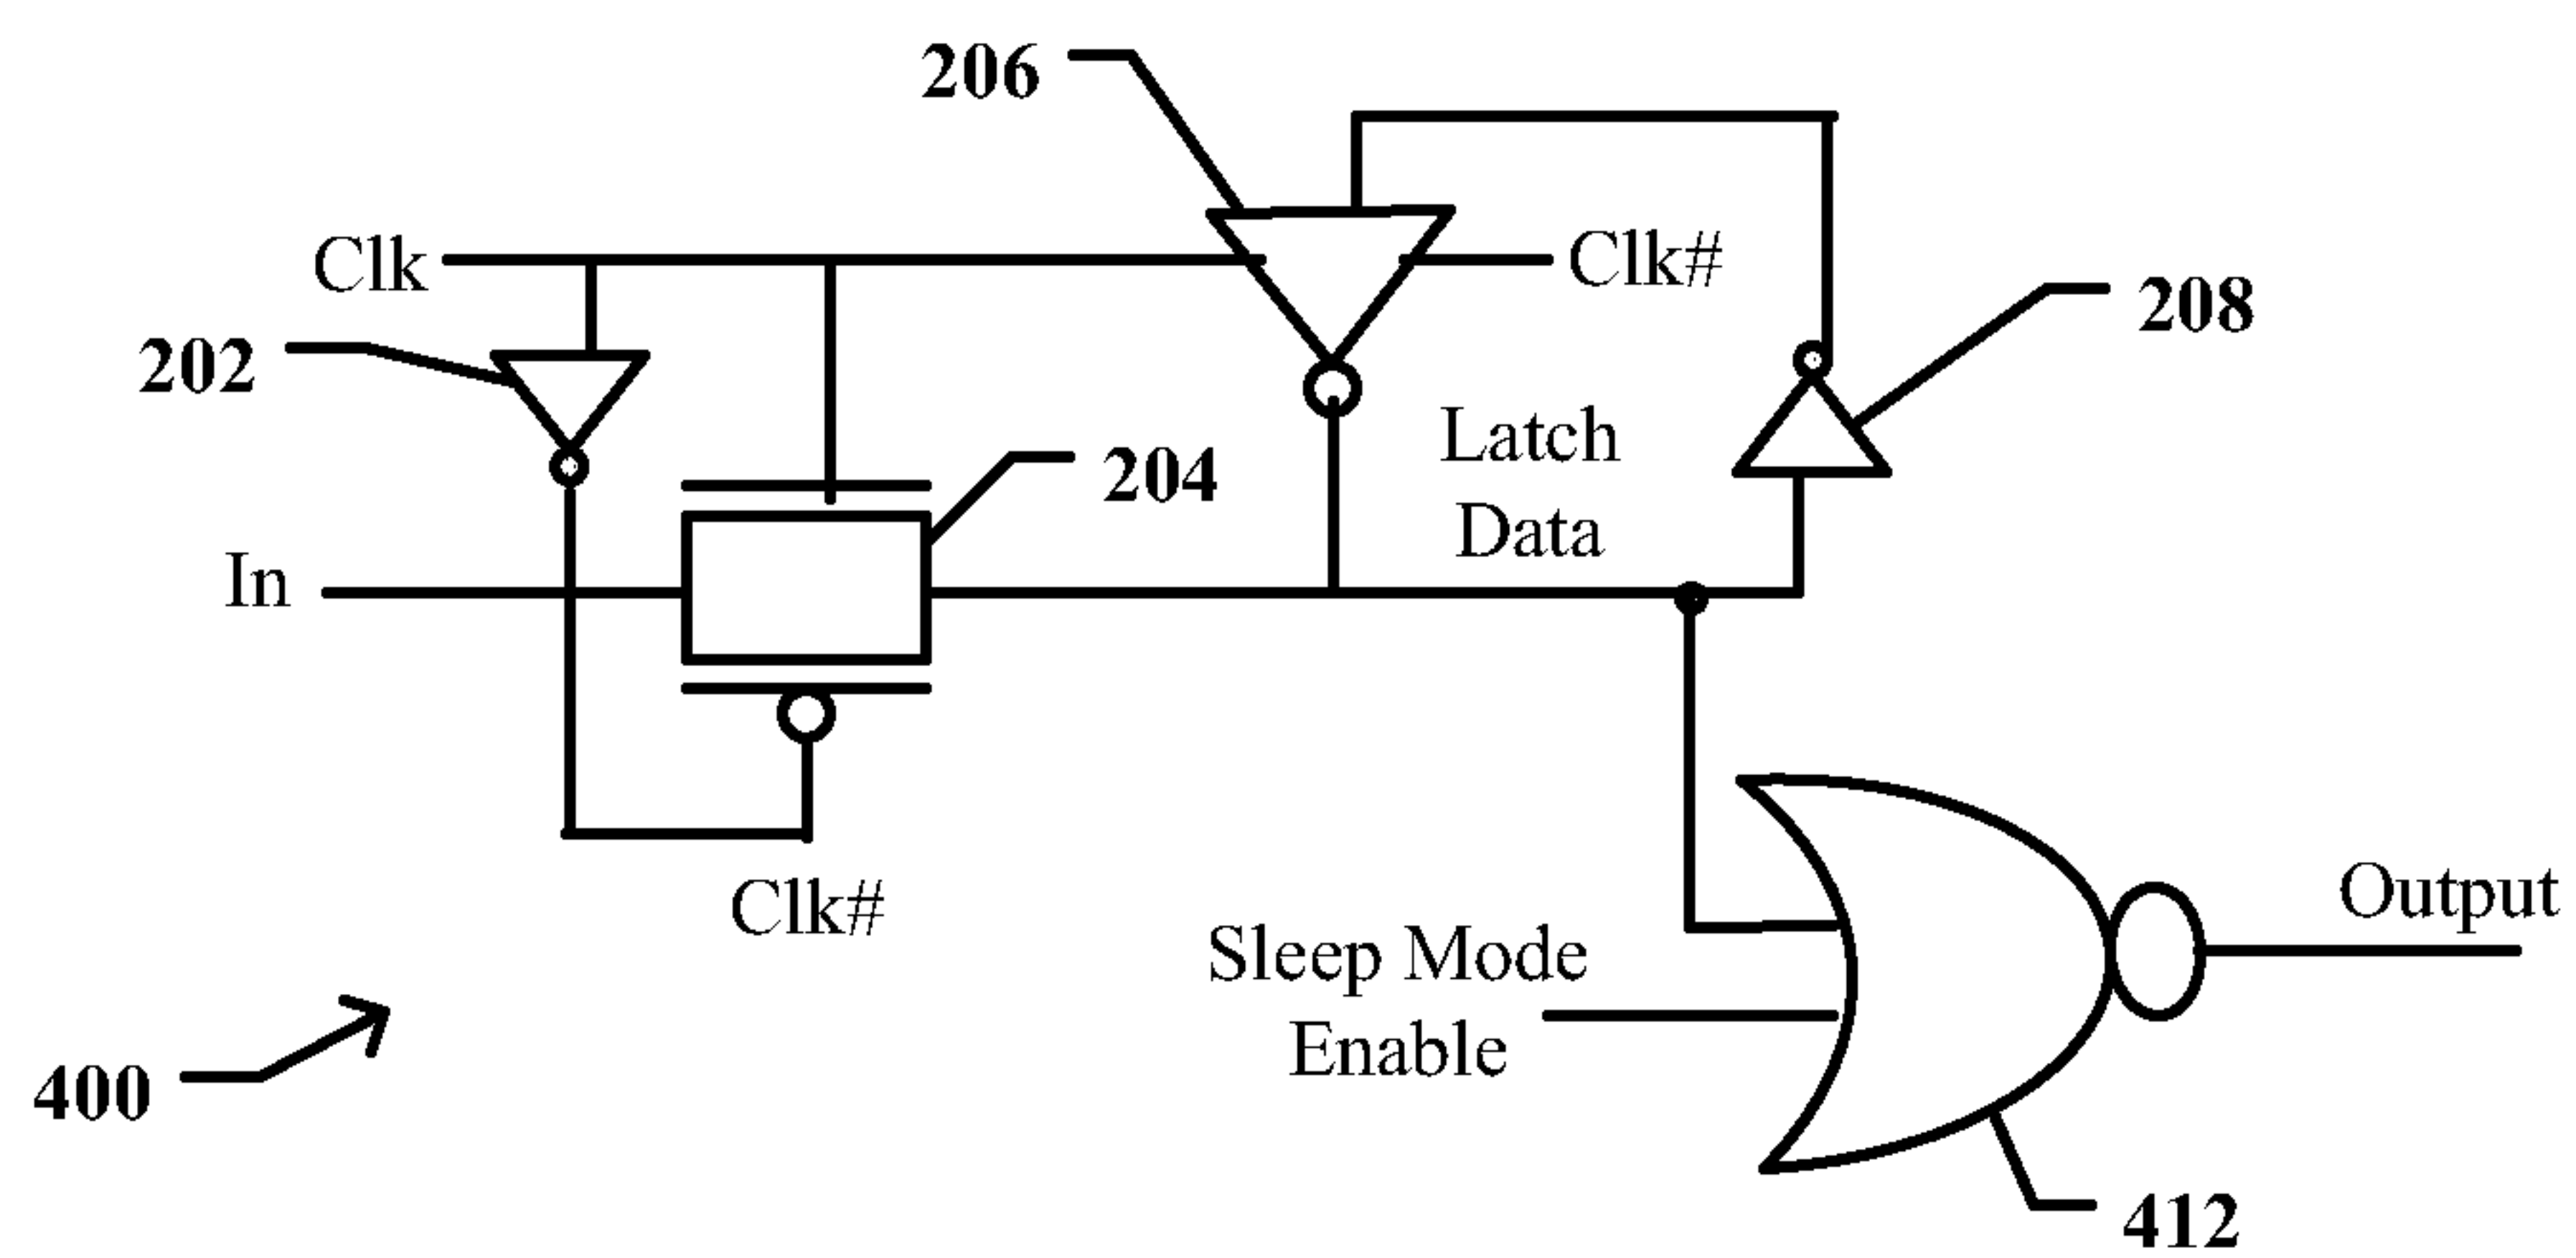 206
Clk
Clk#
208
202
Latch
Data
204
In
Clk#
Output
Sleep Mode
Enable
400
412